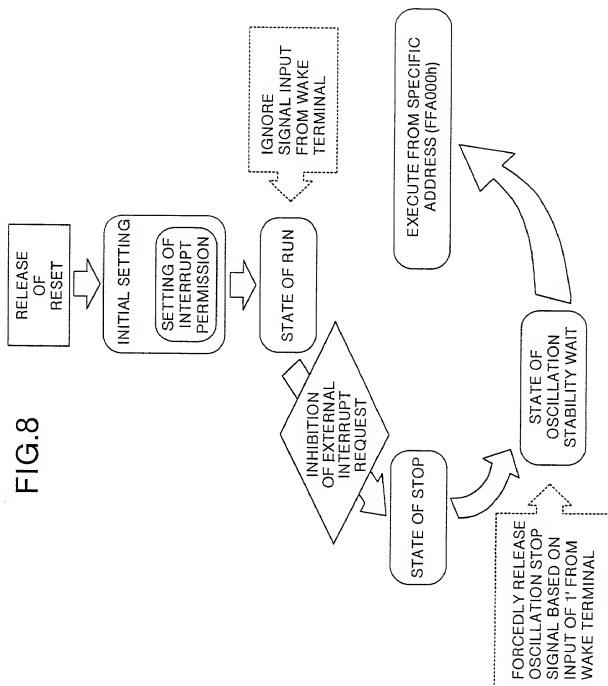 FIG.8
RELEASE
OF
RESET
INITIAL SETTING
SETTING OF
INTERRUPT
PERMISSION
STATE OF RUN
IGNORE
SIGNAL INPUT
FROM WAKE
TERMINAL
INHIBITION
OF EXTERNAL
INTERRUPT
REQUEST
STATE OF STOP
FORCEDLY RELEASE
OSCILLATION STOP
SIGNAL BASED ON
INPUT OF 1' FROM
WAKE TERMINAL
STATE OF
OSCILLATION
STABILITY WAIT
EXECUTE FROM SPECIFIC
ADDRESS (FFA000h)